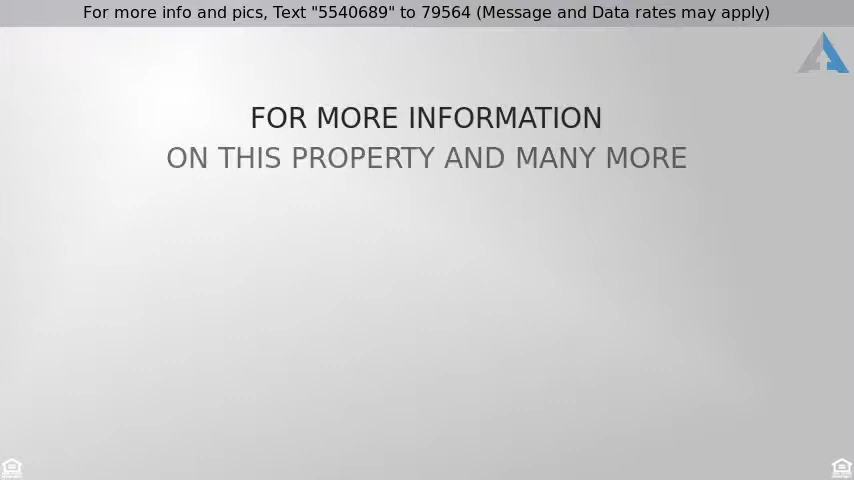 For more info and pics, Text "5540689" to 79564 (Message and Data rates may apply)
FOR MORE INFORMATION
ON THIS PROPERTY AND MANY MORE